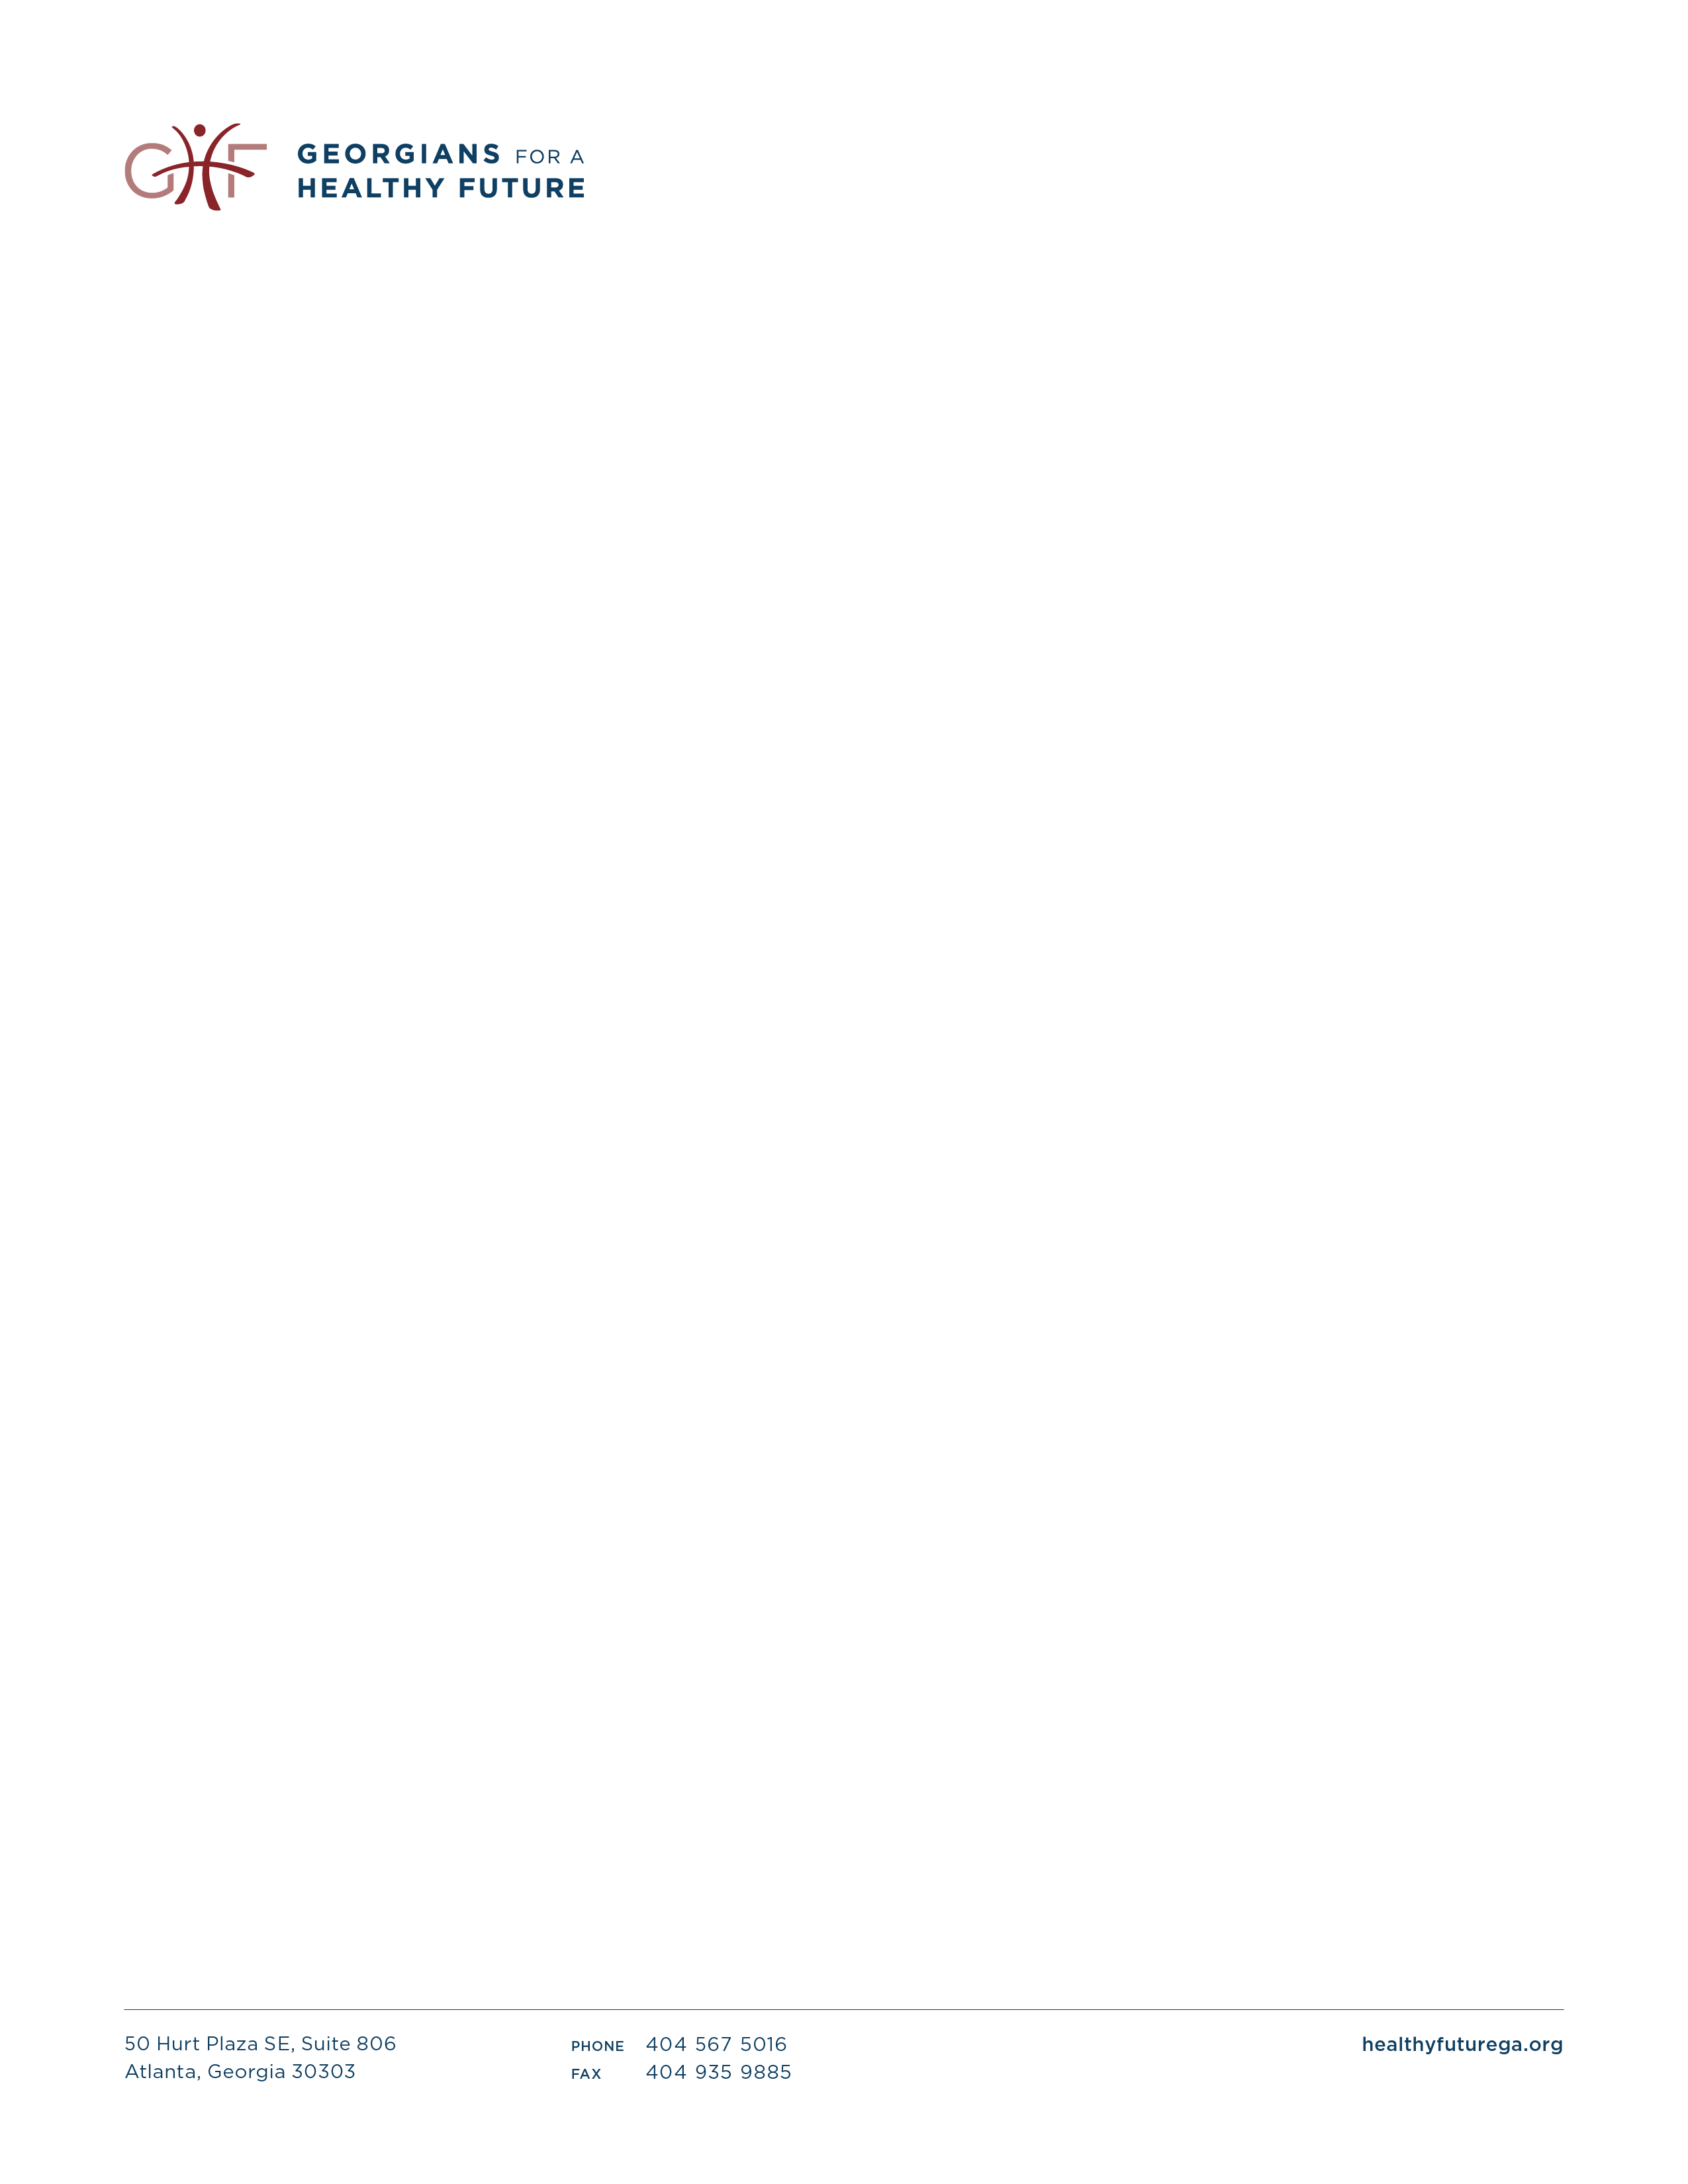 GHF
GEORGIANS FOR A
HEALTHY FUTURE
50 Hurt Plaza SE, Suite 806
Atlanta, Georgia 30303
PHONE 404 567 5016
FAX 404 935 9885
healthyfuturega.org